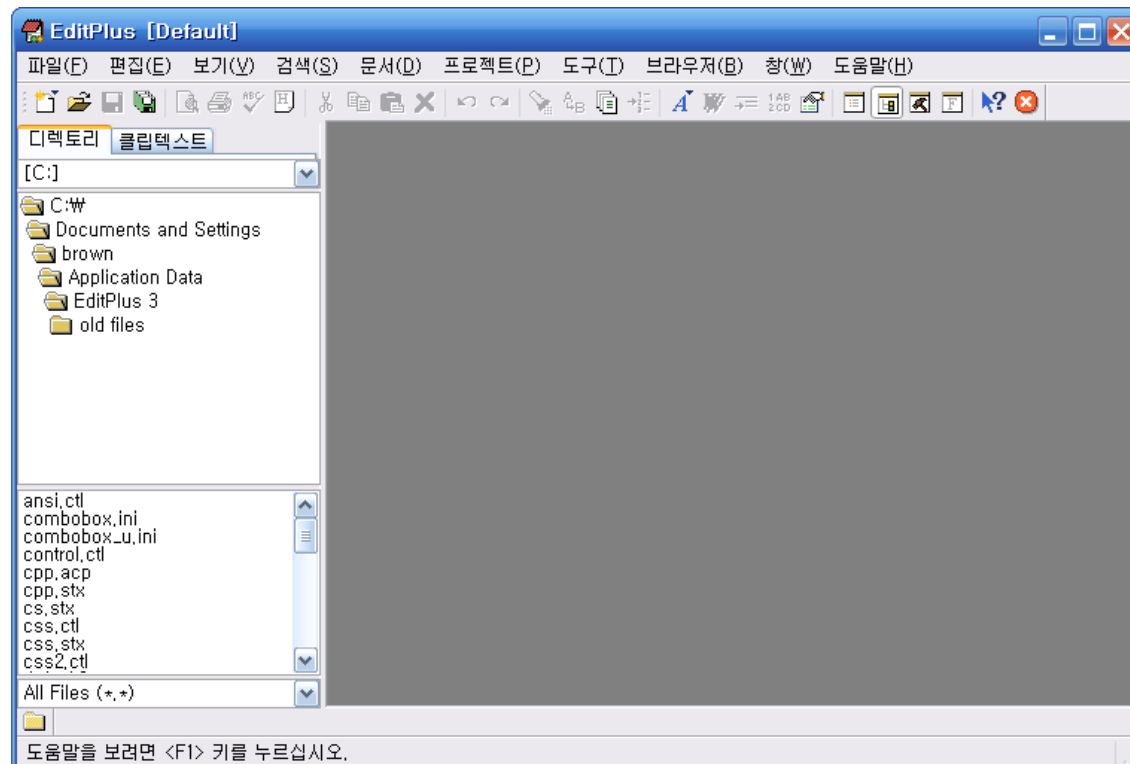 EditPlus [Default]
파일(F) 편집(E) 보기(V) 검색(S) 문서(D) 프로젝트(P) 도구(T) 브라우저(B) 창(W) 도움말(H)
디렉토리 클립텍스트
[C:]
C:₩
Documents and Settings
brown
Application Data
EditPlus 3
old files
ansi.ctl
combobox.ini
combobox_u.ini
control.ctl
cpp.acp
cpp.stx
cs.stx
css.ctl
css.stx
css2.ctl
All Files (*.*)
도움말을 보려면 <F1> 키를 누르십시오.